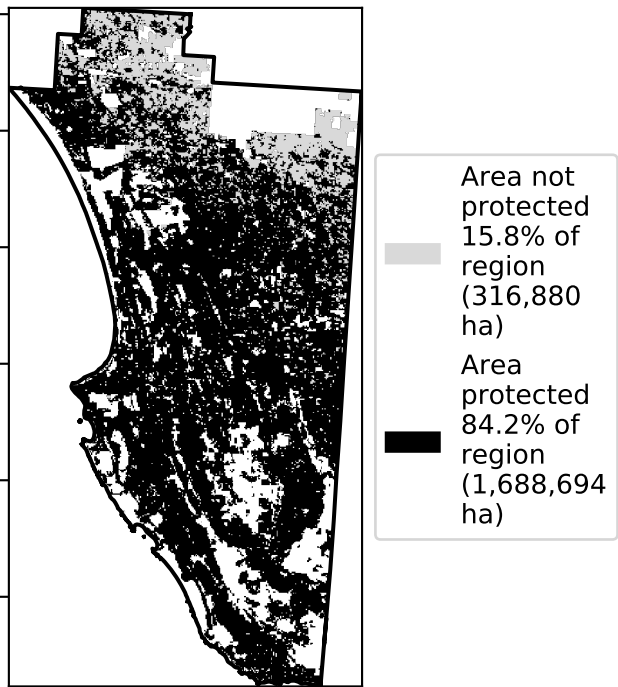 Area not
protected
15.8% of
region
(316,880
ha)
Area
protected
84.2% of
region
(1,688,694
ha)